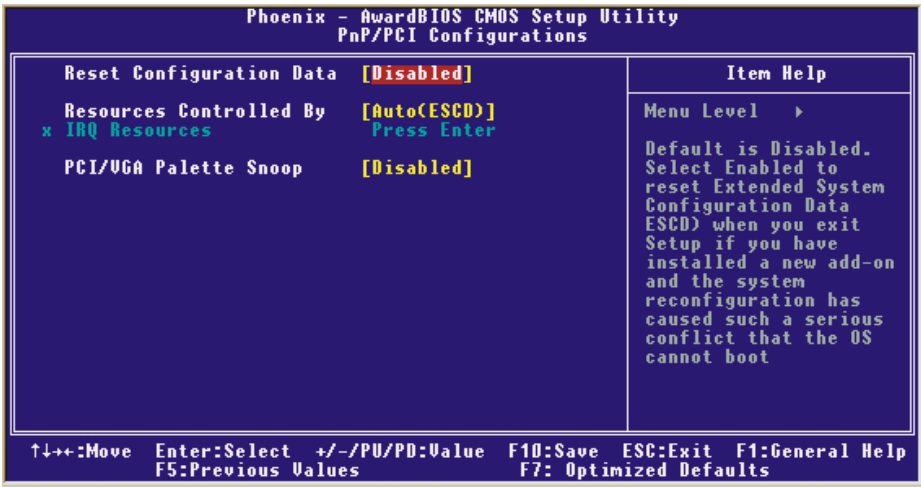 Phoenix - AwardBIOS CMOS Setup Utility
PnP/PCI Configurations
Reset Configuration Data [Disabled]
Resources Controlled By [Auto(ESCD)]
x IRQ Resources Press Enter
PCI/VGA Palette Snoop [Disabled]
Item Help
Menu Level ▸
Default is Disabled.
Select Enabled to
reset Extended System
Configuration Data
ESCD) when you exit
Setup if you have
installed a new add-on
and the system
reconfiguration has
caused such a serious
conflict that the OS
cannot boot
↑↓→←:Move Enter:Select +/-/PU/PD:Value F10:Save ESC:Exit F1:General Help
F5:Previous Values F7: Optimized Defaults